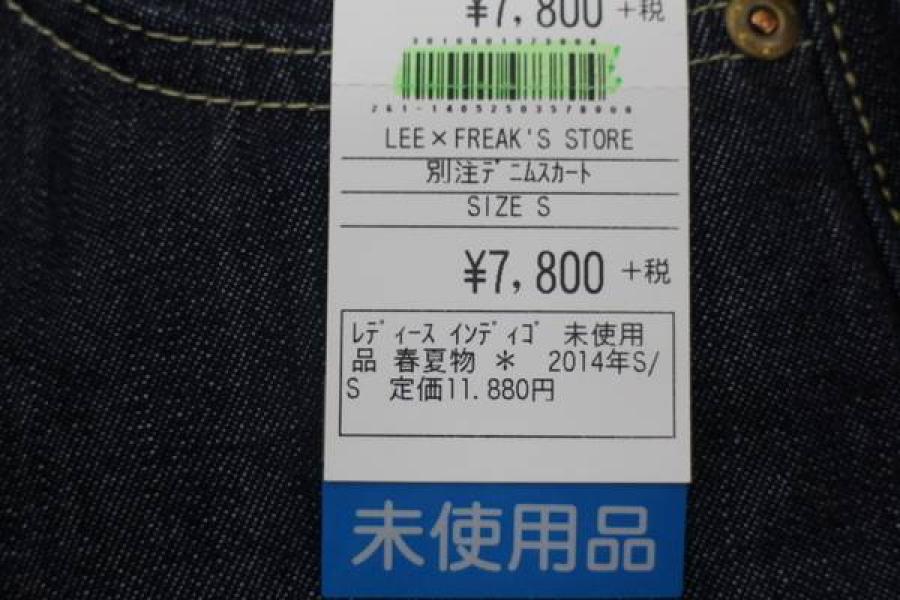 ¥7,800 +税
LEE×FREAK'S STORE
別注ﾃﾞﾆﾑｽｶｰﾄ
SIZE S
¥7,800 +税
ﾚﾃﾞｨｰｽ ｲﾝﾃﾞｨｺﾞ 未使用
品 春夏物 ＊ 2014年S/
S 定価11.880円
未使用品